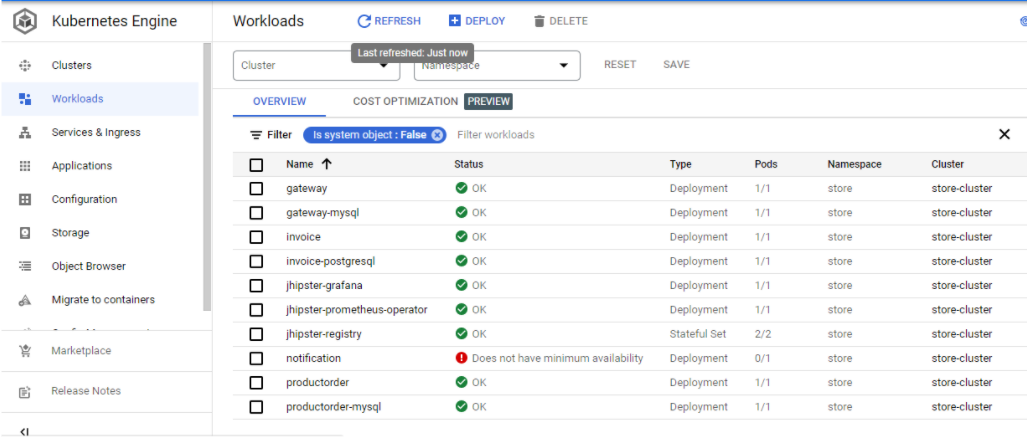 Kubernetes Engine
Workloads
REFRESH
DEPLOY
DELETE
Last refreshed: Just now
Clusters
Workloads
Services & Ingress
Applications
Configuration
Storage
Object Browser
Migrate to containers
Marketplace
Release Notes
Cluster
Namespace
RESET
SAVE
OVERVIEW
COST OPTIMIZATION PREVIEW
Filter Is system object : False Filter workloads
Name Status Type Pods Namespace Cluster
gateway OK Deployment 1/1 store store-cluster
gateway-mysql OK Deployment 1/1 store store-cluster
invoice OK Deployment 1/1 store store-cluster
invoice-postgresql OK Deployment 1/1 store store-cluster
jhipster-grafana OK Deployment 1/1 store store-cluster
jhipster-prometheus-operator OK Deployment 1/1 store store-cluster
jhipster-registry OK Stateful Set 2/2 store store-cluster
notification Does not have minimum availability Deployment 0/1 store store-cluster
productorder OK Deployment 1/1 store store-cluster
productorder-mysql OK Deployment 1/1 store store-cluster